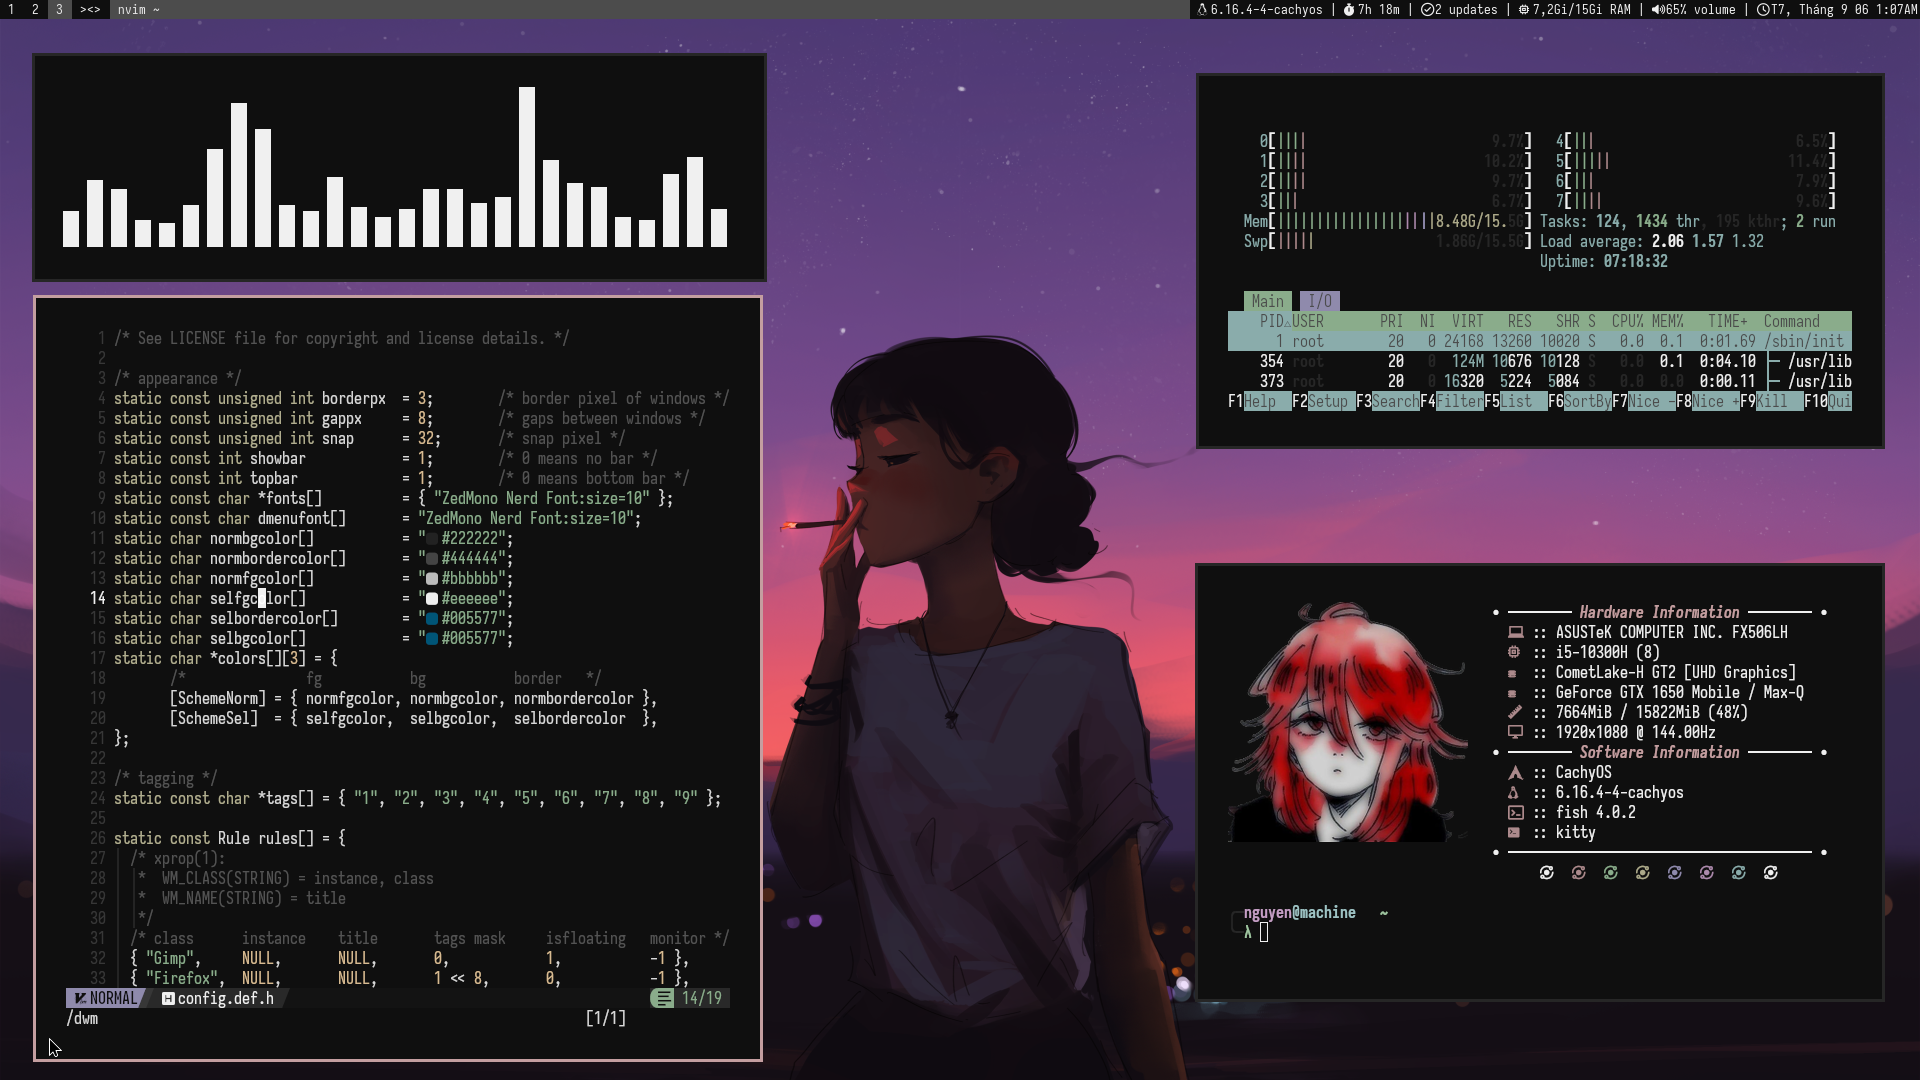 1 2 3 ><> nvim ~
6.16.4-4-cachyos | 7h 18m | 2 updates | 7,2Gi/15Gi RAM | 65% volume | T7, Tháng 9 06 1:07AM
1 /* See LICENSE file for copyright and license details. */
2
3 /* appearance */
4 static const unsigned int borderpx = 3; /* border pixel of windows */
5 static const unsigned int gappx = 8; /* gaps between windows */
6 static const unsigned int snap = 32; /* snap pixel */
7 static const int showbar = 1; /* 0 means no bar */
8 static const int topbar = 1; /* 0 means bottom bar */
9 static const char *fonts[] = { "ZedMono Nerd Font:size=10" };
10 static const char dmenufont[] = "ZedMono Nerd Font:size=10";
11 static char normbgcolor[] = "#222222";
12 static char normbordercolor[] = "#444444";
13 static char normfgcolor[] = "#bbbbbb";
14 static char selfgcolor[] = "#eeeeee";
15 static char selbordercolor[] = "#005577";
16 static char selbgcolor[] = "#005577";
17 static char *colors[][3] = {
18 /* fg bg border */
19 [SchemeNorm] = { normfgcolor, normbgcolor, normbordercolor },
20 [SchemeSel] = { selfgcolor, selbgcolor, selbordercolor },
21 };
22
23 /* tagging */
24 static const char *tags[] = { "1", "2", "3", "4", "5", "6", "7", "8", "9" };
25
26 static const Rule rules[] = {
27 /* xprop(1):
28 * WM_CLASS(STRING) = instance, class
29 * WM_NAME(STRING) = title
30 */
31 /* class instance title tags mask isfloating monitor */
32 { "Gimp", NULL, NULL, 0, 1, -1 },
33 { "Firefox", NULL, NULL, 1 << 8, 0, -1 },
NORMAL config.def.h 14/19
/dwm [1/1]
0[|||| 9.7%] 4[||| 6.5%]
1[|||| 10.2%] 5[||||| 11.4%]
2[|||| 9.7%] 6[||| 7.9%]
3[||| 6.7%] 7[|||| 9.6%]
Mem[||||||||||||||||||||8.48G/15.5G] Tasks: 124, 1434 thr, 195 kthr; 2 run
Swp[||||| 1.86G/15.5G] Load average: 2.06 1.57 1.32
Uptime: 07:18:32
Main I/O
PID△USER PRI NI VIRT RES SHR S CPU% MEM% TIME+ Command
1 root 20 0 24168 13260 10020 S 0.0 0.1 0:01.69 /sbin/init
354 root 20 0 124M 10676 10128 S 0.0 0.1 0:04.10 ├─ /usr/lib
373 root 20 0 16320 5224 5084 S 0.0 0.0 0:00.11 ├─ /usr/lib
F1Help F2Setup F3SearchF4FilterF5List F6SortByF7Nice -F8Nice +F9Kill F10Qui
Hardware Information
:: ASUSTeK COMPUTER INC. FX506LH
:: i5-10300H (8)
:: CometLake-H GT2 [UHD Graphics]
:: GeForce GTX 1650 Mobile / Max-Q
:: 7664MiB / 15822MiB (48%)
:: 1920x1080 @ 144.00Hz
Software Information
:: CachyOS
:: 6.16.4-4-cachyos
:: fish 4.0.2
:: kitty
nguyen@machine ~
λ